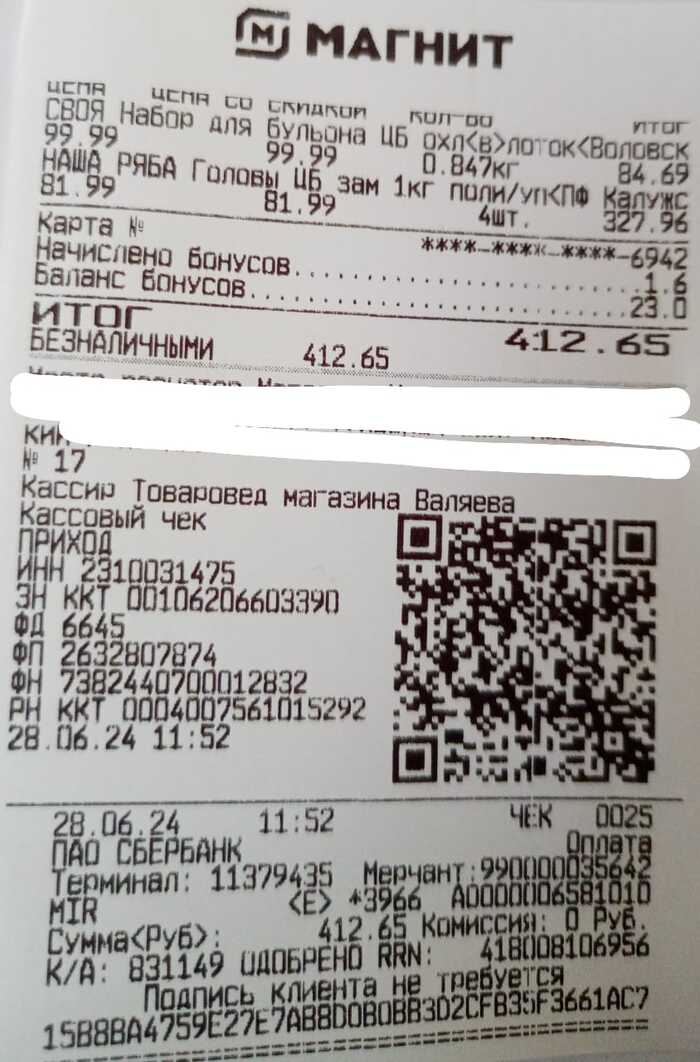 МАГНИТ
ЦЕНА ЦЕНА СО СКИДКОЙ КОЛ-ВО ИТОГ
СВОЯ Набор для бульона ЦБ охл<в>лоток<Воловск
99.99 99.99 0.847кг 84.69
НАША РЯБА Головы ЦБ зам 1кг поли/уп<ПФ Калужс
81.99 81.99 4шт. 327.96
Карта № ****-****-****-6942
Начислено бонусов..................1.6
Баланс бонусов.....................23.0
ИТОГ 412.65
БЕЗНАЛИЧНЫМИ 412.65
№ 17
Кассир Товаровед магазина Валяева
Кассовый чек
ПРИХОД
ИНН 2310031475
ЗН ККТ 00106206603390
ФД 6645
ФП 2632807874
ФН 7382440700012832
РН ККТ 0004007561015292
28.06.24 11:52
28.06.24 11:52 ЧЕК 0025
ПАО СБЕРБАНК Оплата
Терминал: 11379435 Мерчант:990000035642
MIR <E> *3966 A0000006581010
Сумма<Руб>: 412.65 Комиссия: 0 Руб.
К/А: 831149 ОДОБРЕНО RRN: 418008106956
Подпись клиента не требуется
15B8BA4759E27E7AB8D0B0BB3D2CFB35F3661AC7